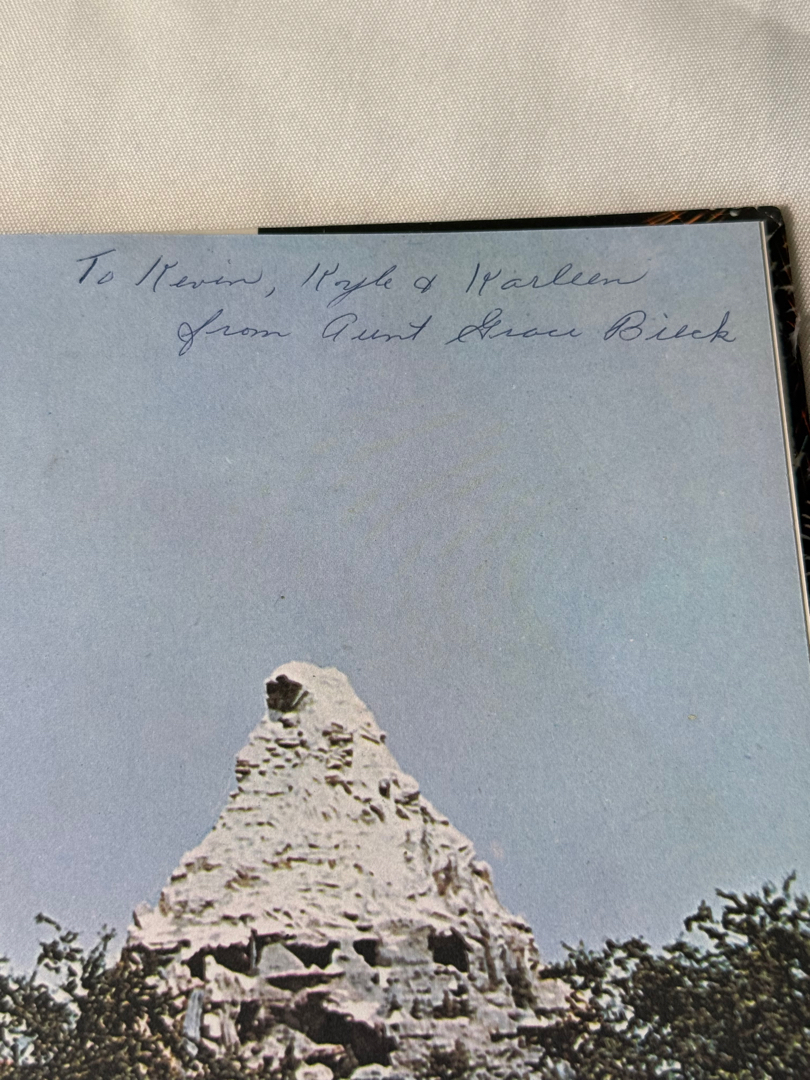 To Kevin, Kyle & Karleen
from Aunt Grace Bieck